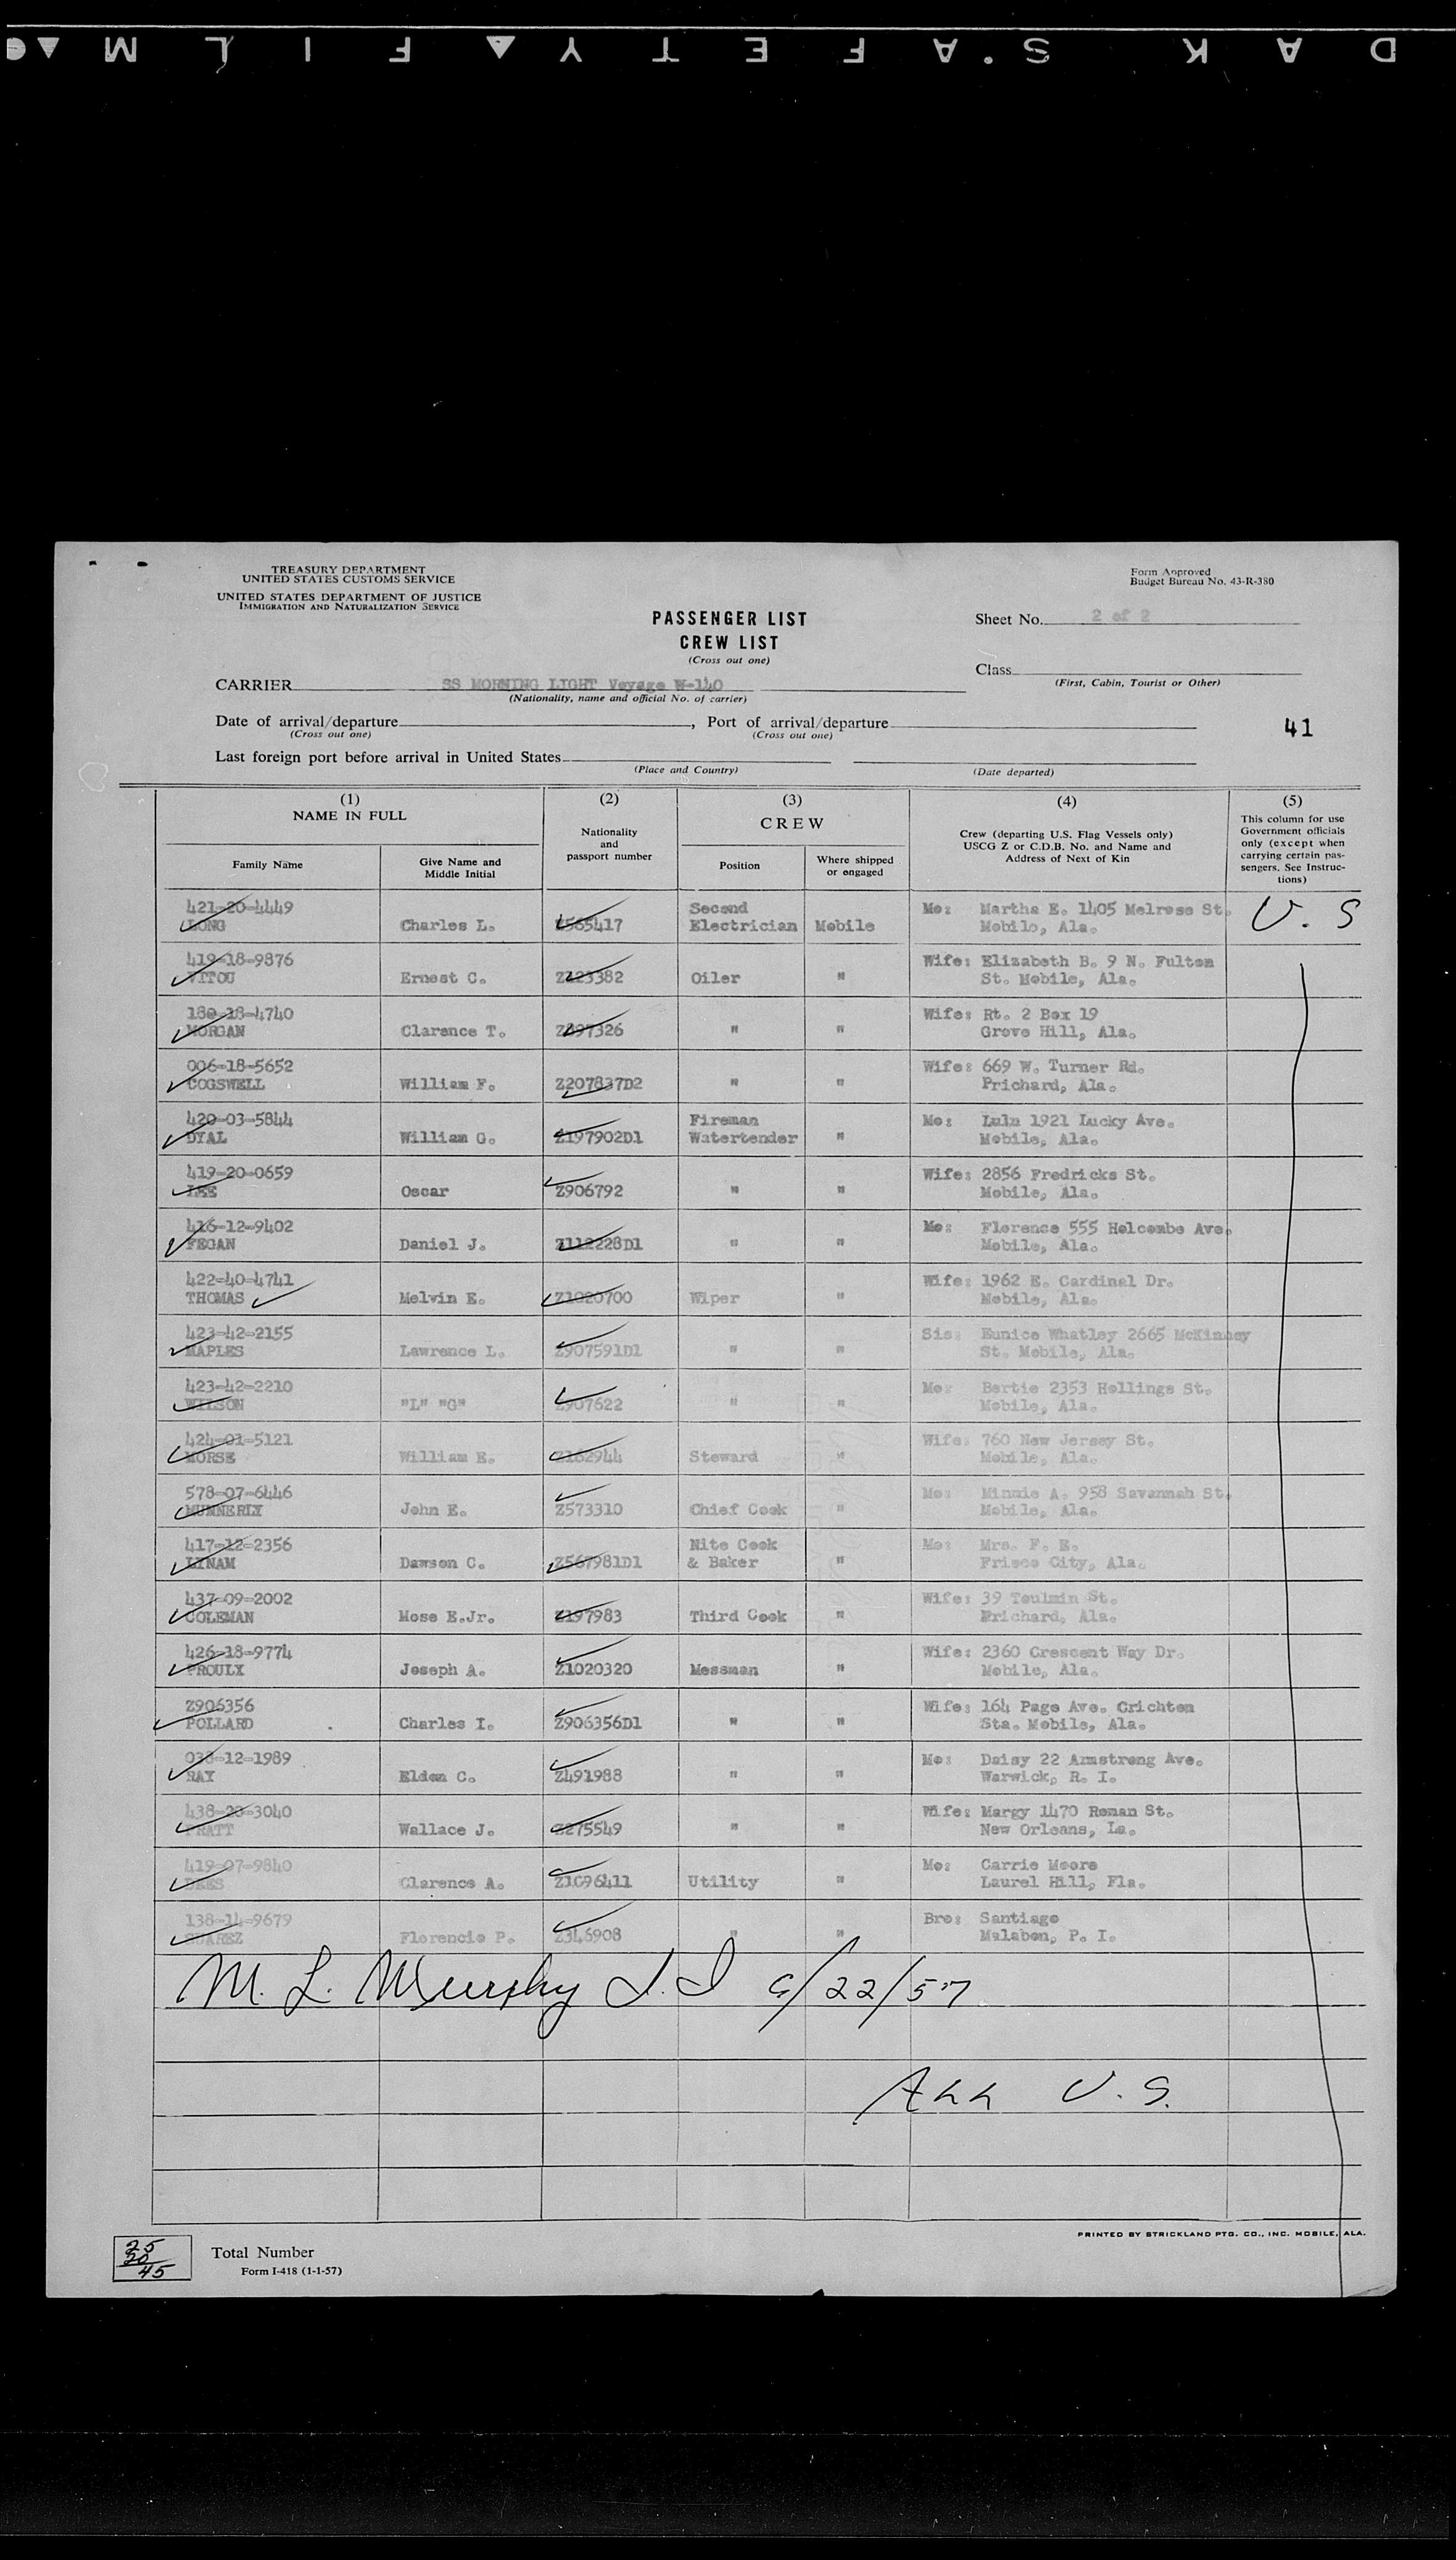 DAK S·AFETY▲FILM▲●
TREASURY DEPARTMENT
UNITED STATES CUSTOMS SERVICE
UNITED STATES DEPARTMENT OF JUSTICE
IMMIGRATION AND NATURALIZATION SERVICE
Form Approved
Budget Bureau No. 43-R-380
PASSENGER LIST
CREW LIST
(Cross out one)
Sheet No. 2 of 2
Class
(First, Cabin, Tourist or Other)
CARRIER SS MORNING LIGHT Voyage W-140
(Nationality, name and official No. of carrier)
Date of arrival/departure , Port of arrival/departure
(Cross out one) (Cross out one)
41
Last foreign port before arrival in United States
(Place and Country) (Date departed)
(1) (2) (3) (4) (5)
NAME IN FULL
Family Name
Give Name and
Middle Initial
Nationality
and
passport number
CREW
Position
Where shipped
or engaged
Crew (departing U.S. Flag Vessels only)
USCG Z or C.D.B. No. and Name and
Address of Next of Kin
This column for use
Government officials
only (except when
carrying certain pas-
sengers. See Instruc-
tions)
421-20-4449 Second Mo: Martha E. 1405 Melrose St.
LONG Charles L. Z565417 Electrician Mobile Mobile, Ala. U. S
419-18-9876 Wife: Elizabeth B. 9 N. Fulton
VITOU Ernest C. Z123382 Oiler " St. Mobile, Ala.
180-18-4740 Wife: Rt. 2 Box 19
MORGAN Clarence T. Z897326 " " Grove Hill, Ala.
006-18-5652 Wife: 669 W. Turner Rd.
COGSWELL William F. Z207837D2 " " Prichard, Ala.
420-03-5844 Fireman Mo: Lula 1921 Lucky Ave.
DYAL William G. Z197902D1 Watertender " Mobile, Ala.
419-20-0659 Wife: 2856 Fredricks St.
LEE Oscar Z906792 " " Mobile, Ala.
416-12-9402 Mo: Florence 555 Holcombe Ave.
FEGAN Daniel J. Z112228D1 " " Mobile, Ala.
422-40-4741 Wife: 1962 E. Cardinal Dr.
THOMAS Melvin E. Z1020700 Wiper " Mobile, Ala.
423-42-2155 Sis: Eunice Whatley 2665 McKinney
MAPLES Lawrence L. Z907591D1 " " St. Mobile, Ala.
423-42-2210 Mo: Bertie 2353 Hollings St.
WILSON "L" "G" Z907622 " " Mobile, Ala.
424-01-5121 Wife: 760 New Jersey St.
MORSE William E. Z162944 Steward " Mobile, Ala.
578-07-6446 Mo: Minnie A. 958 Savannah St.
MUNNERLY John E. Z573310 Chief Cook " Mobile, Ala.
417-12-2356 Nite Cook Mo: Mrs. F. E.
LYNAM Dawson C. Z567981D1 & Baker " Frisco City, Ala.
437-09-2002 Wife: 39 Toulmin St.
COLEMAN Mose E.Jr. Z197983 Third Cook " Prichard, Ala.
426-18-9774 Wife: 2360 Crescent Way Dr.
PROULX Joseph A. Z1020320 Messman " Mobile, Ala.
Z906356 Wife: 164 Page Ave. Crichton
POLLARD Charles I. Z906356D1 " " Sta. Mobile, Ala.
038-12-1989 Mo: Daisy 22 Armstrong Ave.
RAY Eldon C. Z491988 " " Warwick, R. I.
438-20-3040 Wife: Margy 1470 Roman St.
PRATT Wallace J. Z275549 " " New Orleans, La.
419-07-9840 Mo: Carrie Moore
DEES Clarence A. Z1096411 Utility " Laurel Hill, Fla.
138-14-9679 Bro: Santiago
SUAREZ Florencio P. Z346908 " " Malabon, P. I.
M. L. Murphy I.I 9/22/57
ALL U.S.
PRINTED BY STRICKLAND PTG. CO., INC. MOBILE, ALA.
25
20
45
Total Number
Form I-418 (1-1-57)